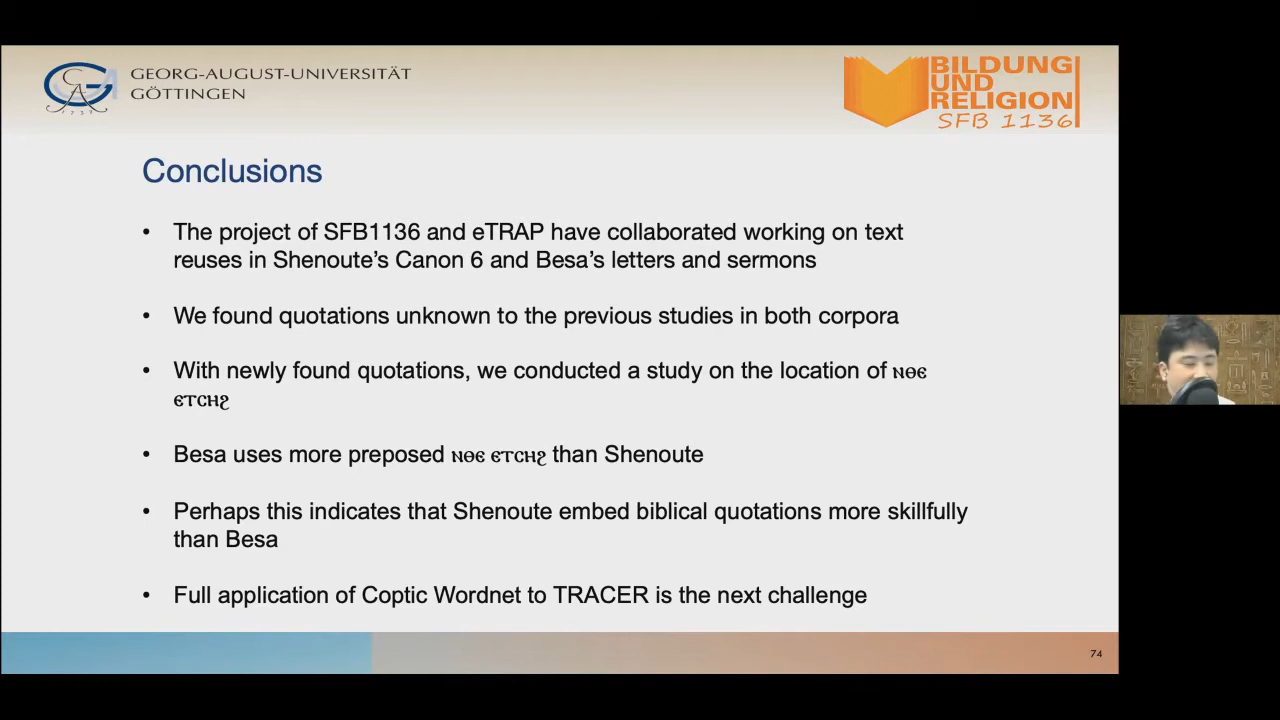 GEORG-AUGUST-UNIVERSITÄT
GÖTTINGEN
BILDUNG
UND
RELIGION
SFB 1136
Conclusions
• The project of SFB1136 and eTRAP have collaborated working on text
reuses in Shenoute’s Canon 6 and Besa’s letters and sermons
• We found quotations unknown to the previous studies in both corpora
• With newly found quotations, we conducted a study on the location of ⲛⲑⲉ
ⲉⲧⲥⲏϩ
• Besa uses more preposed ⲛⲑⲉ ⲉⲧⲥⲏϩ than Shenoute
• Perhaps this indicates that Shenoute embed biblical quotations more skillfully
than Besa
• Full application of Coptic Wordnet to TRACER is the next challenge
74